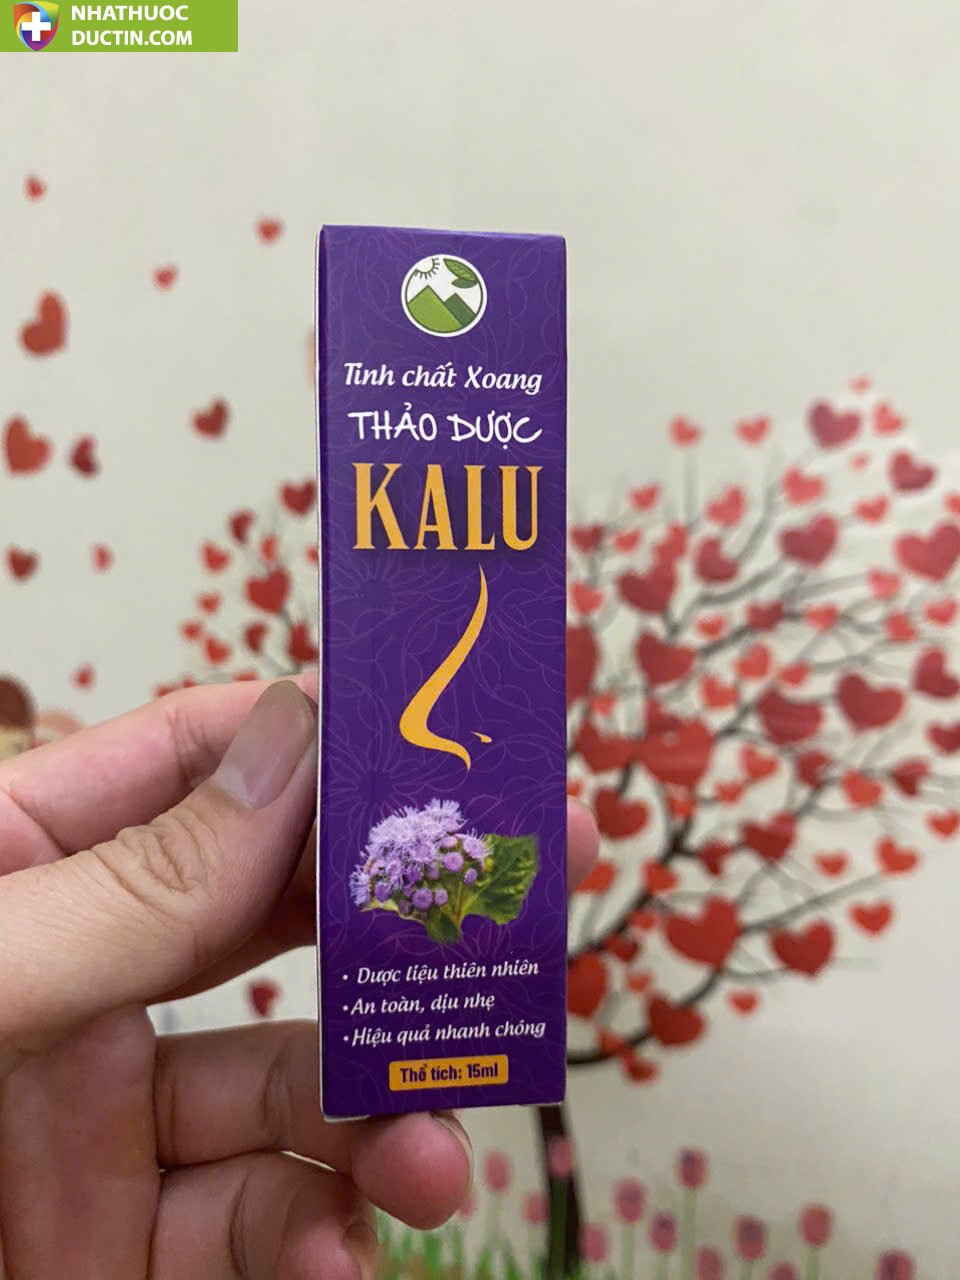 NHATHUOC
DUCTIN.COM
Tinh chất Xoang
THẢO DƯỢC
KALU
• Dược liệu thiên nhiên
• An toàn, dịu nhẹ
• Hiệu quả nhanh chóng
Thể tích: 15ml